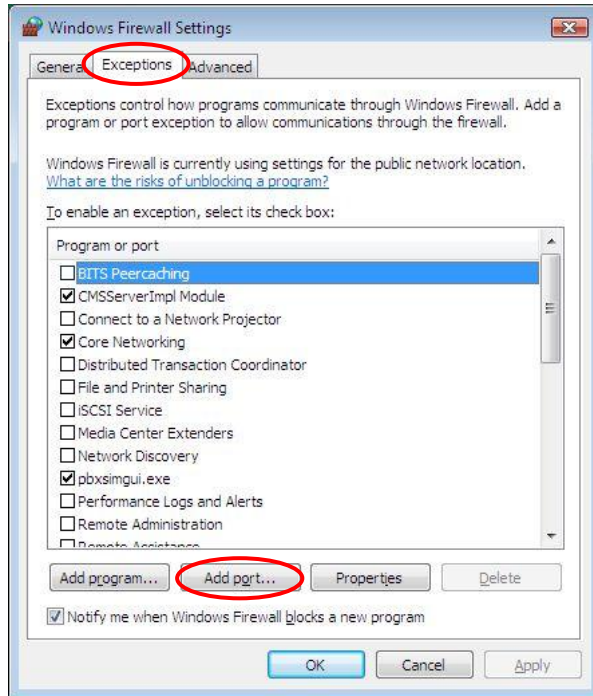 Windows Firewall Settings
General Exceptions Advanced
Exceptions control how programs communicate through Windows Firewall. Add a
program or port exception to allow communications through the firewall.
Windows Firewall is currently using settings for the public network location.
What are the risks of unblocking a program?
To enable an exception, select its check box:
Program or port
BITS Peercaching
CMSServerImpl Module
Connect to a Network Projector
Core Networking
Distributed Transaction Coordinator
File and Printer Sharing
iSCSI Service
Media Center Extenders
Network Discovery
pbxsimgui.exe
Performance Logs and Alerts
Remote Administration
Remote Assistance
Add program... Add port... Properties Delete
Notify me when Windows Firewall blocks a new program
OK Cancel Apply